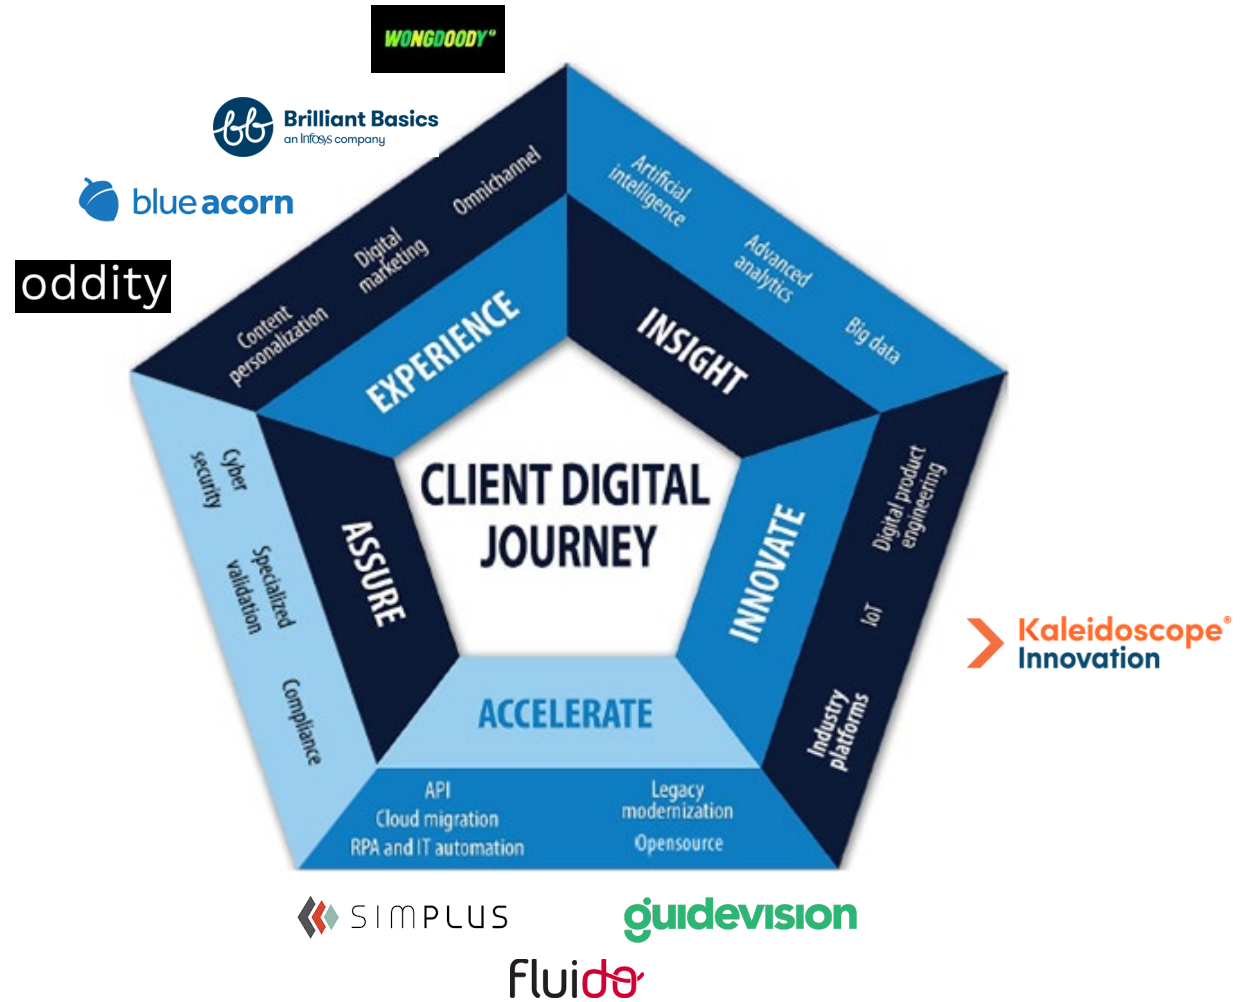 WONGDOODY
Brilliant Basics
an Infosys company
blue acorn
oddity
Omnichannel
Digital
marketing
Content
personalization
EXPERIENCE
Artificial
intelligence
Advanced
analytics
Big data
INSIGHT
CLIENT DIGITAL
JOURNEY
Cyber
security
Specialized
validation
Compliance
ASSURE
INNOVATE
Digital product
engineering
IoT
Industry
platforms
Kaleidoscope®
Innovation
ACCELERATE
API
Cloud migration
RPA and IT automation
Legacy
modernization
Opensource
SIMPLUS
guidevision
fluido